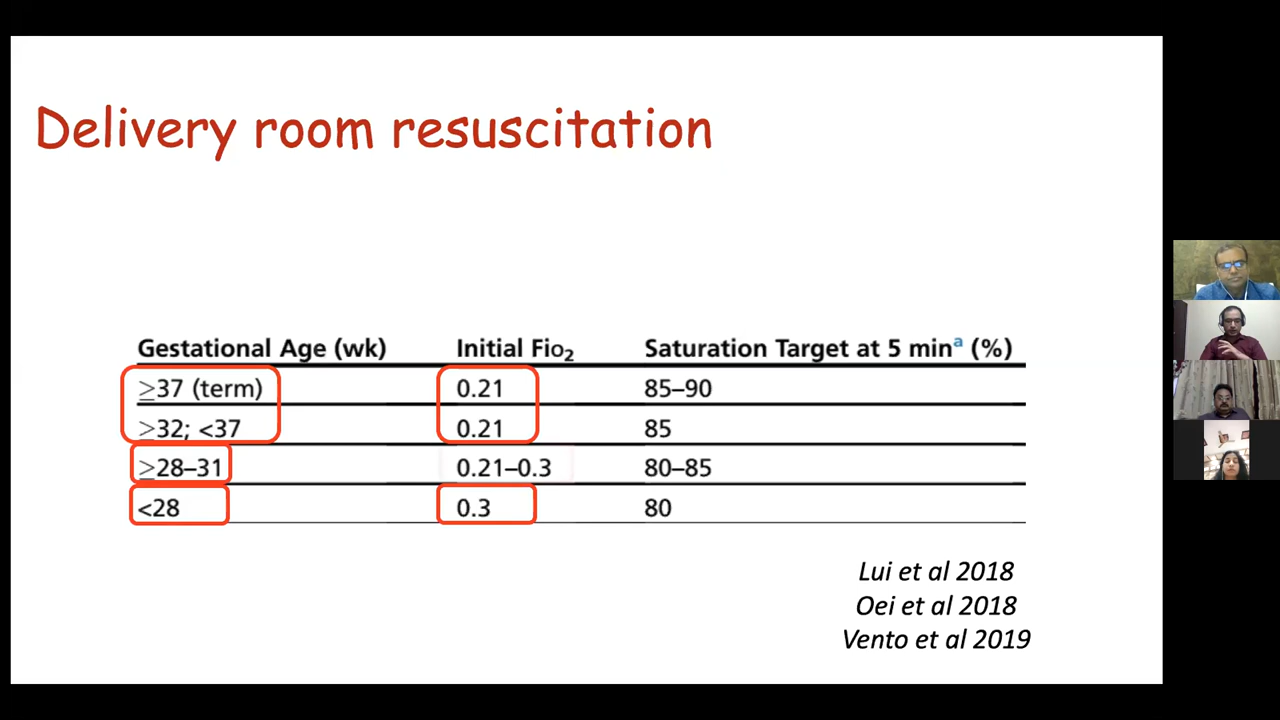 Delivery room resuscitation
Gestational Age (wk) Initial FiO₂ Saturation Target at 5 minᵃ (%)
≥37 (term) 0.21 85–90
≥32; <37 0.21 85
≥28–31 0.21–0.3 80–85
<28 0.3 80
Lui et al 2018
Oei et al 2018
Vento et al 2019